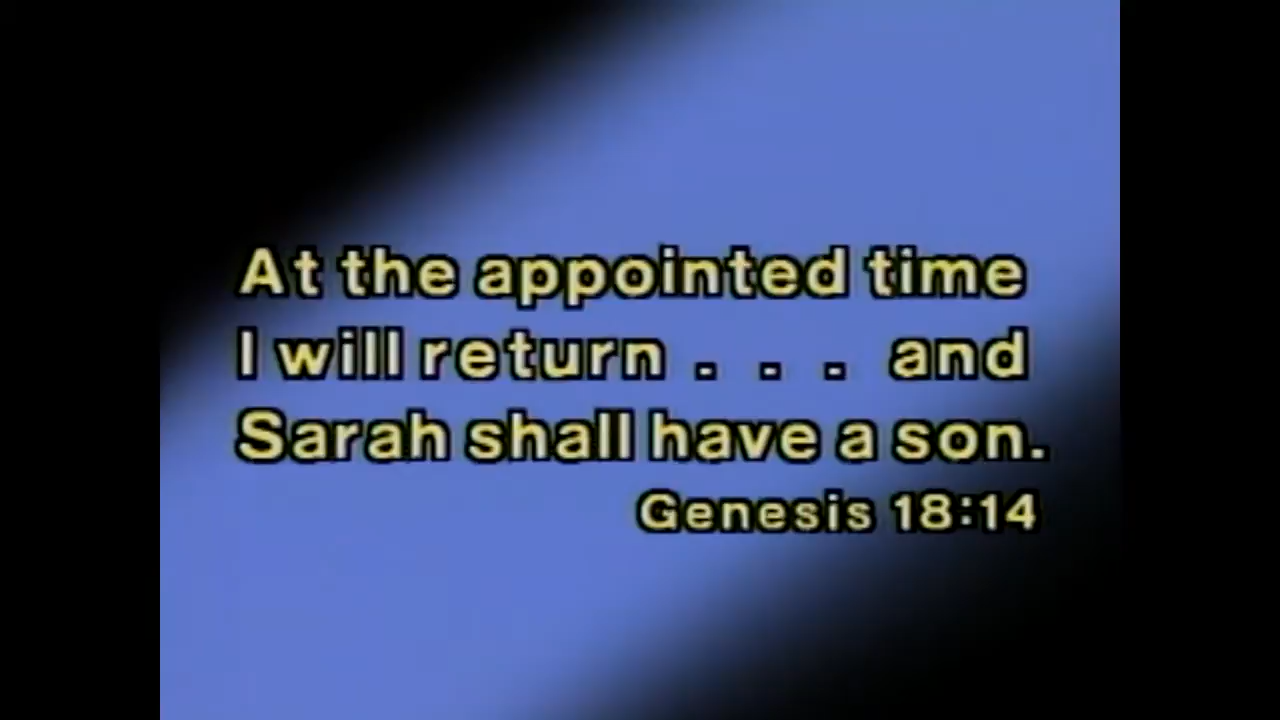 At the appointed time
I will return . . . and
Sarah shall have a son.
Genesis 18:14